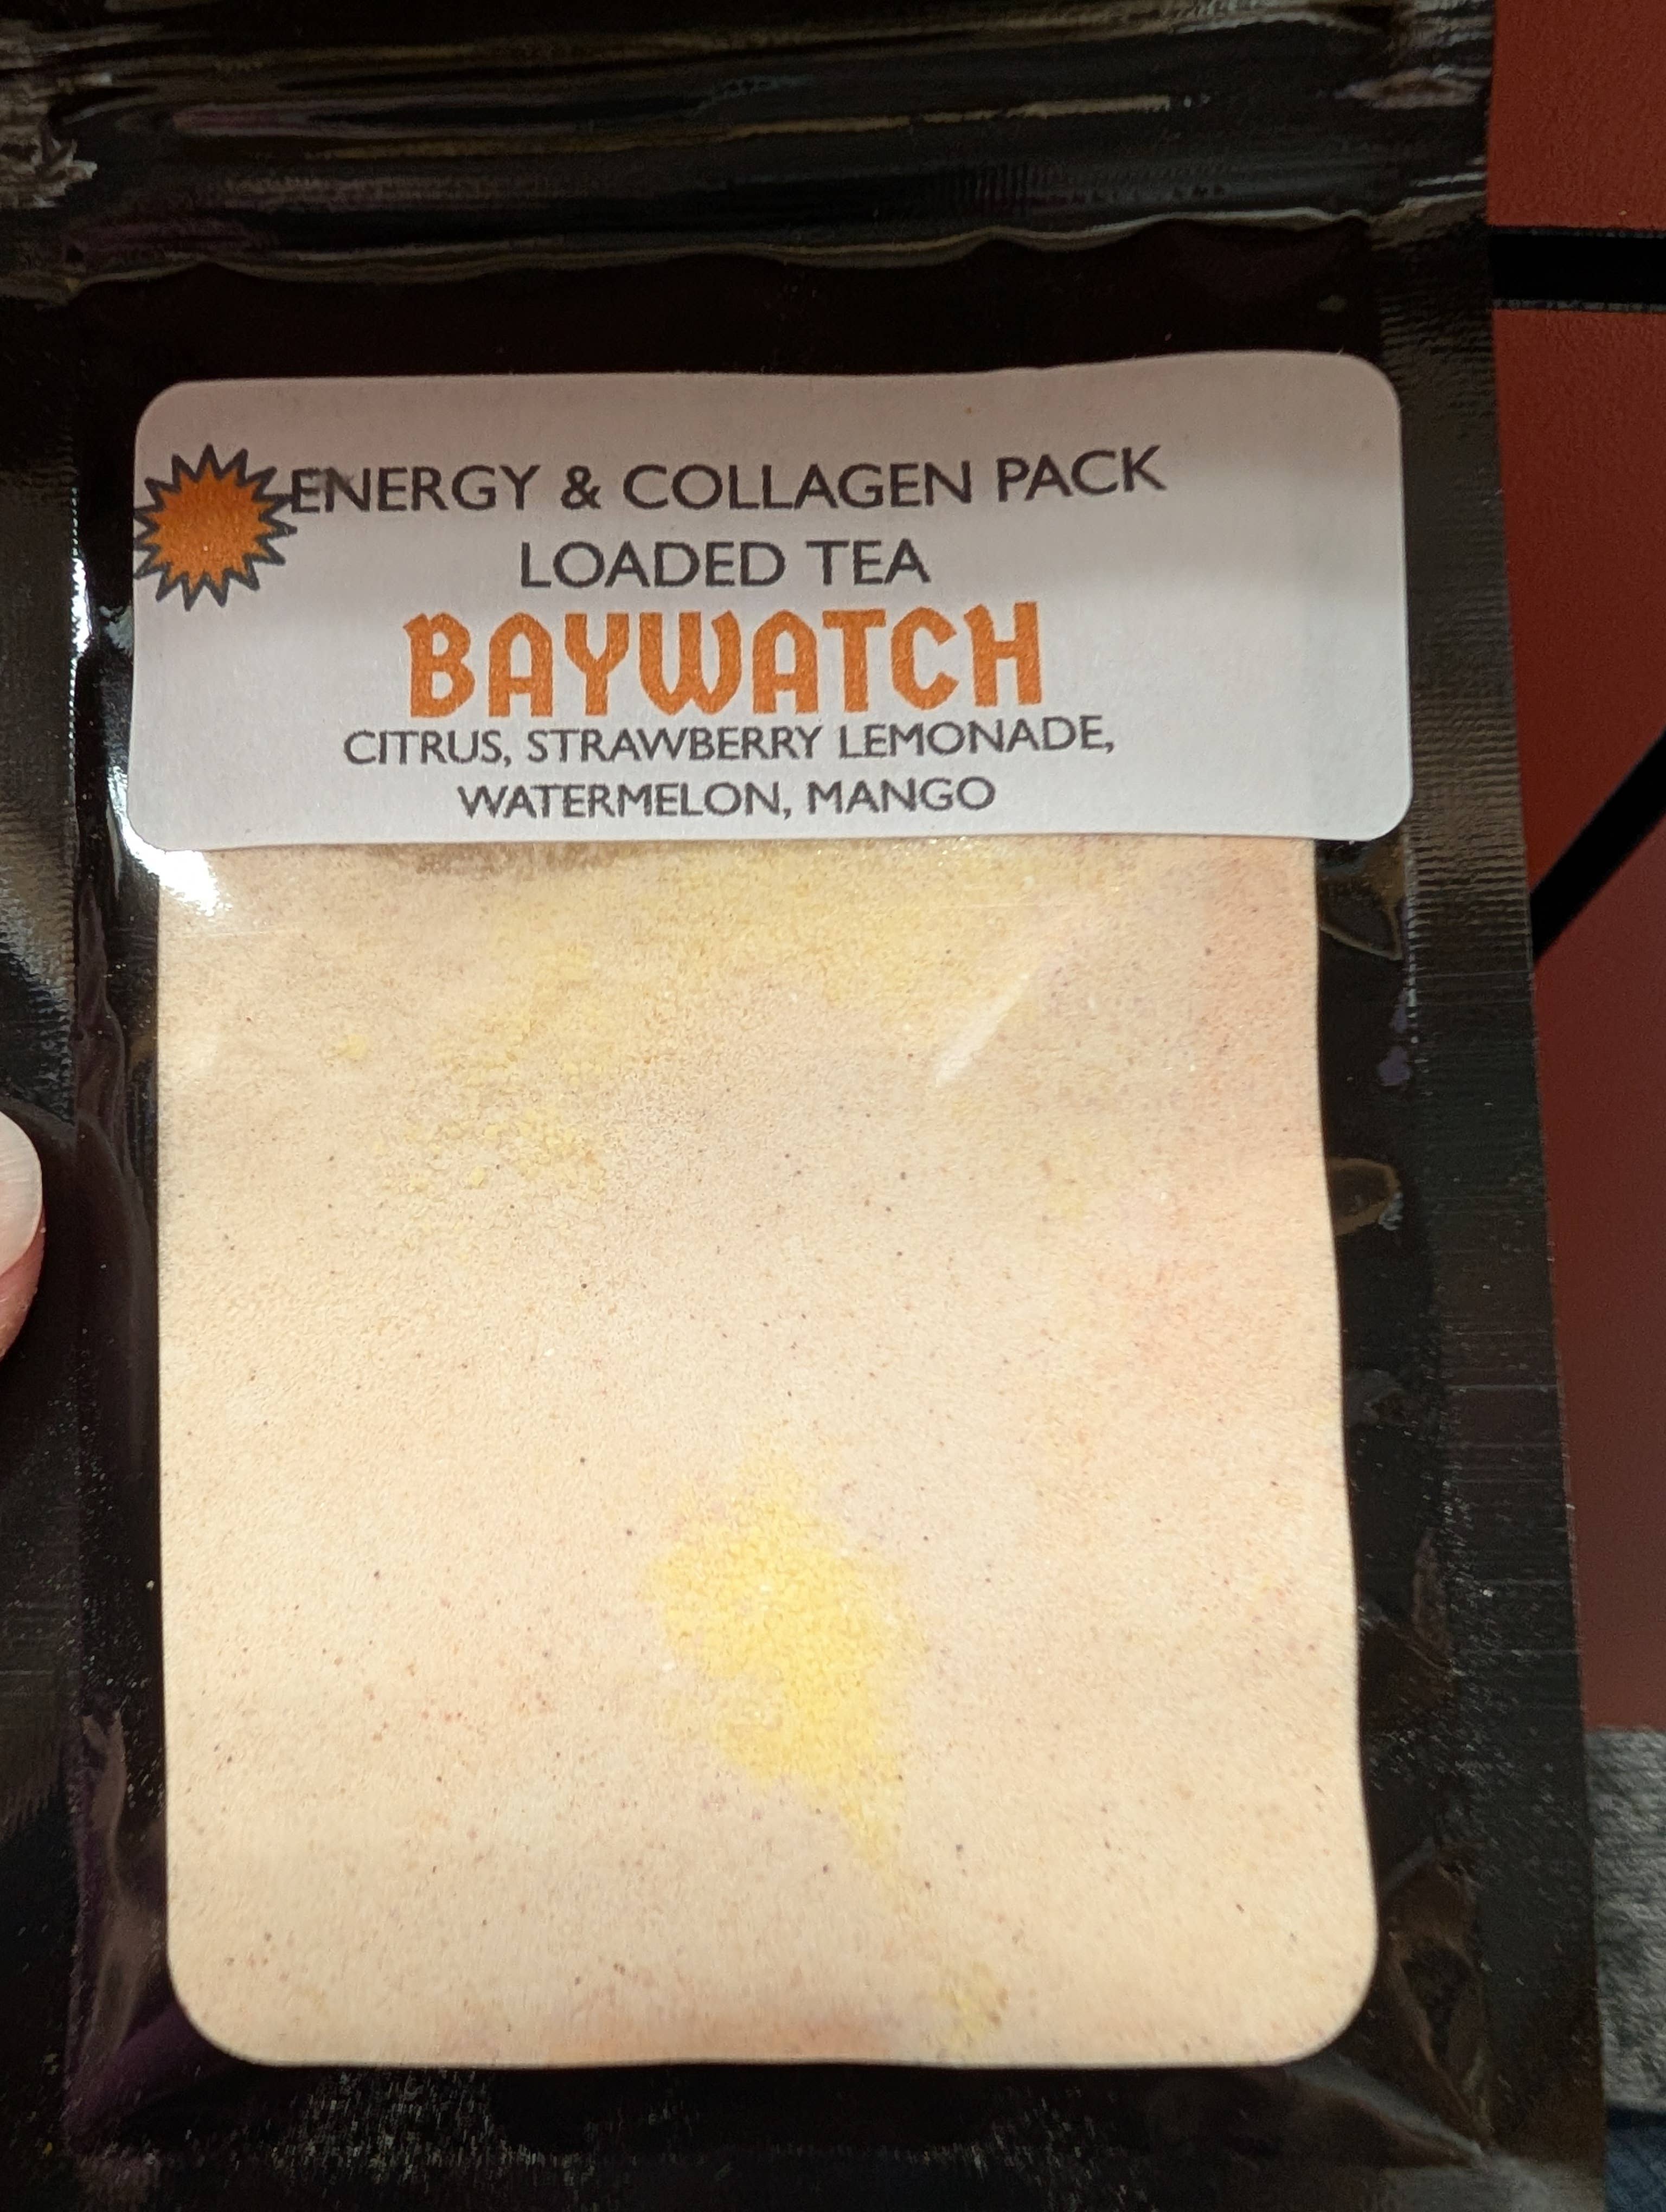 ENERGY & COLLAGEN PACK
LOADED TEA
BAYWATCH
CITRUS, STRAWBERRY LEMONADE,
WATERMELON, MANGO